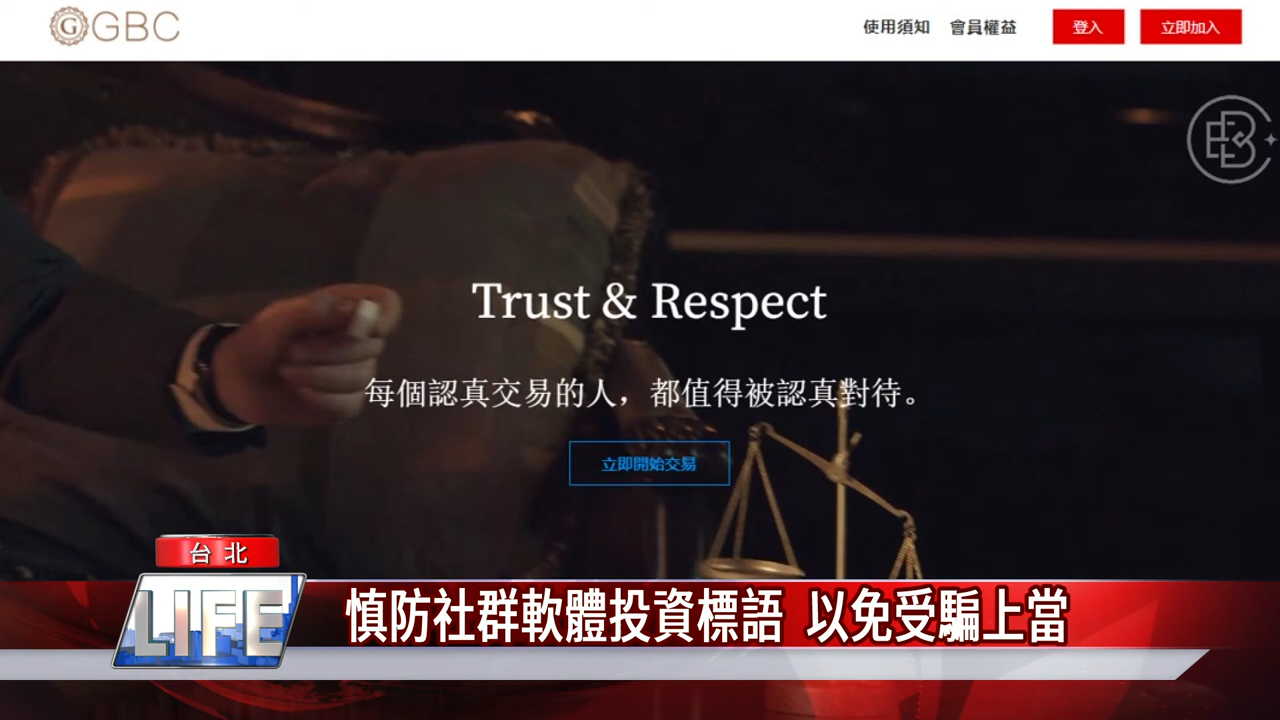 G GBC
使用須知 會員權益 登入 立即加入
Trust & Respect
每個認真交易的人，都值得被認真對待。
立即開始交易
台北
LIFE
慎防社群軟體投資標語 以免受騙上當